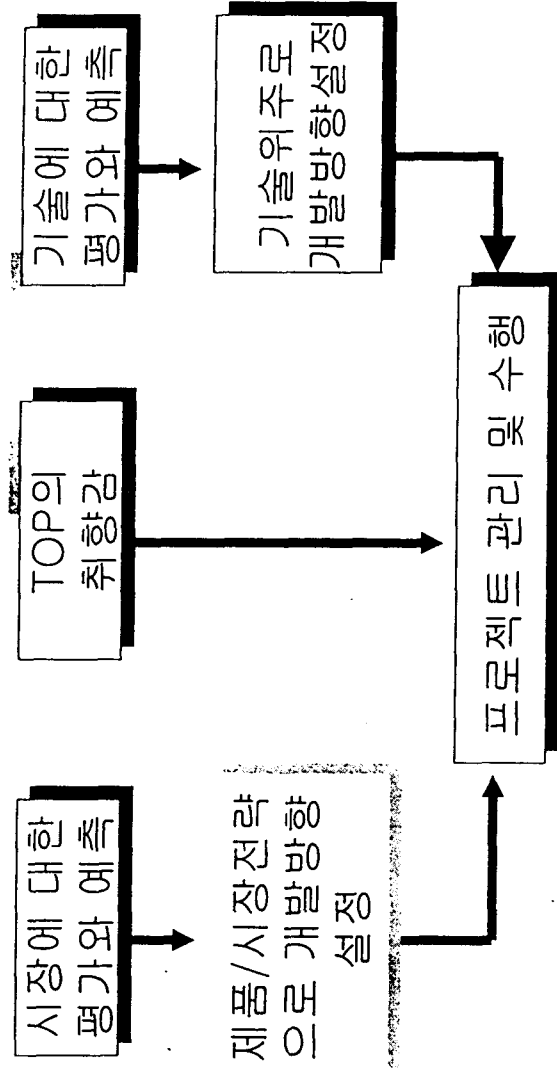 시장에 대한
평가와 예측
TOP의
취향감
기술에 대한
평가와 예측
제품/시장전략
으로 개발방향
설정
기술위주로
개발방향설정
프로젝트 관리 및 수행